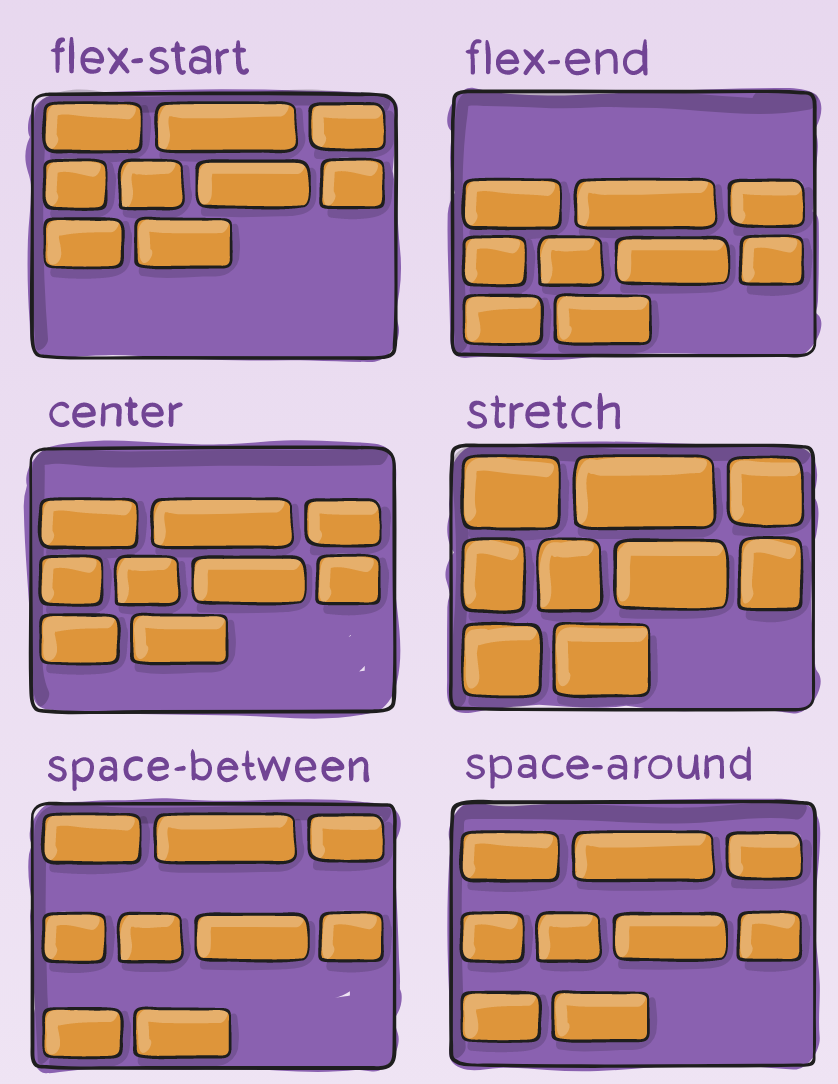 flex-start
flex-end
center
stretch
space-between
space-around